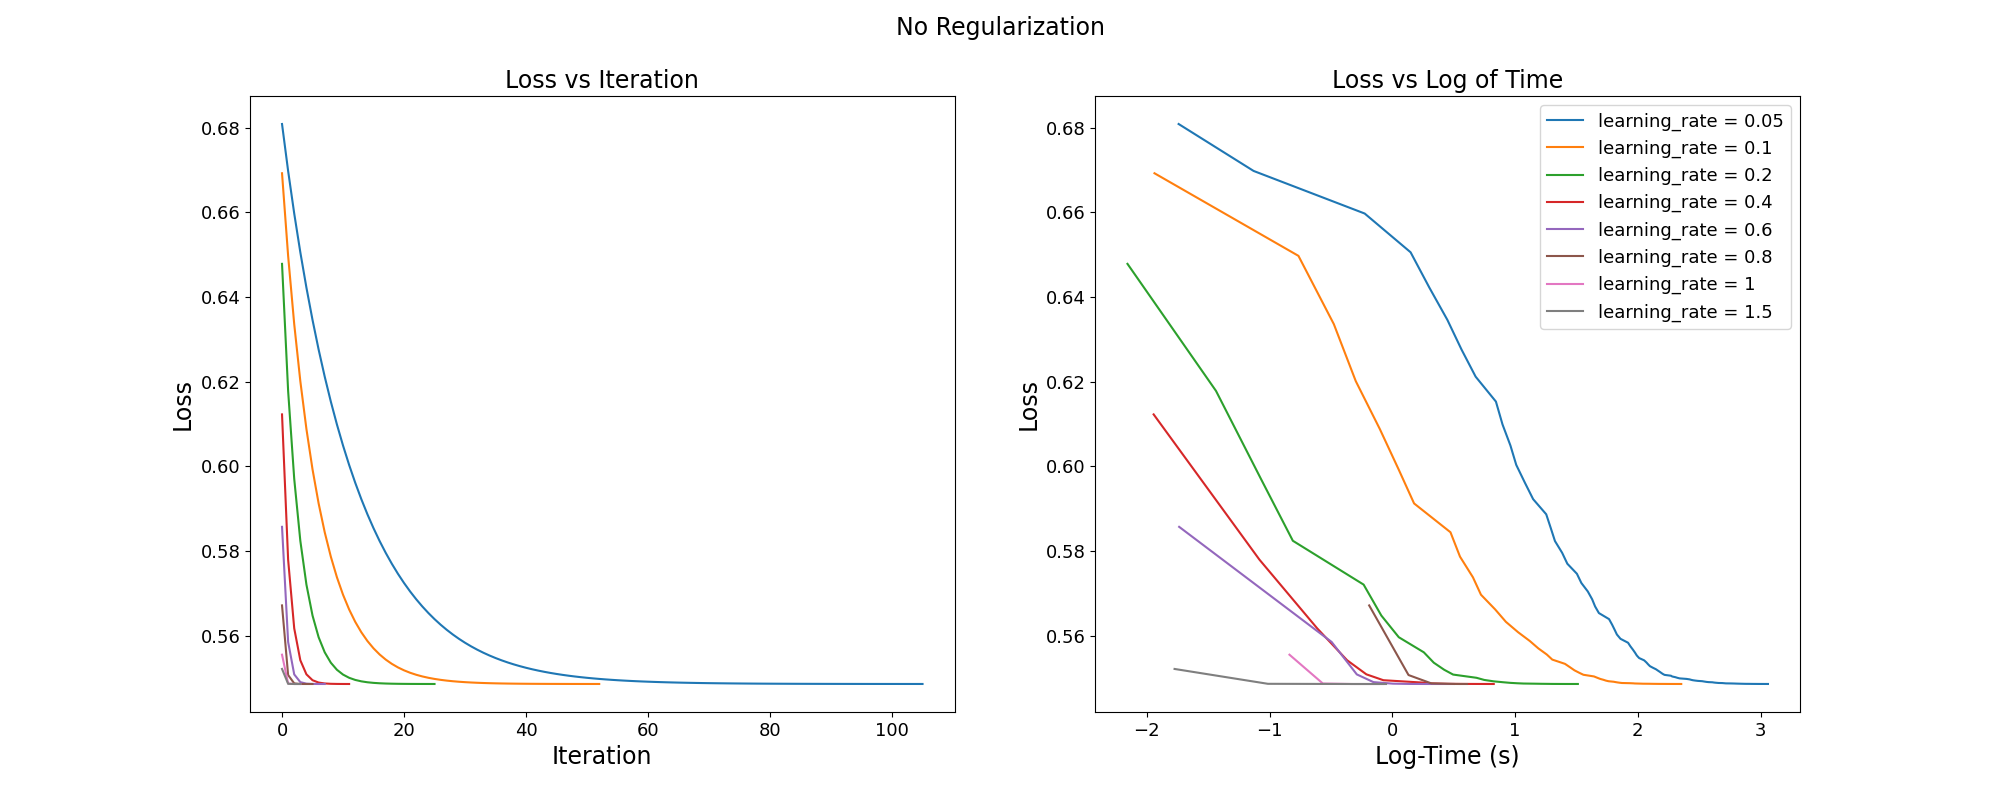 No Regularization
Loss vs Iteration
0.68
0.66
0.64
0.62
0.60
0.58
0.56
Loss
0 20 40 60 80 100
Iteration
Loss vs Log of Time
0.68
0.66
0.64
0.62
0.60
0.58
0.56
Loss
−2 −1 0 1 2 3
Log-Time (s)
learning_rate = 0.05
learning_rate = 0.1
learning_rate = 0.2
learning_rate = 0.4
learning_rate = 0.6
learning_rate = 0.8
learning_rate = 1
learning_rate = 1.5